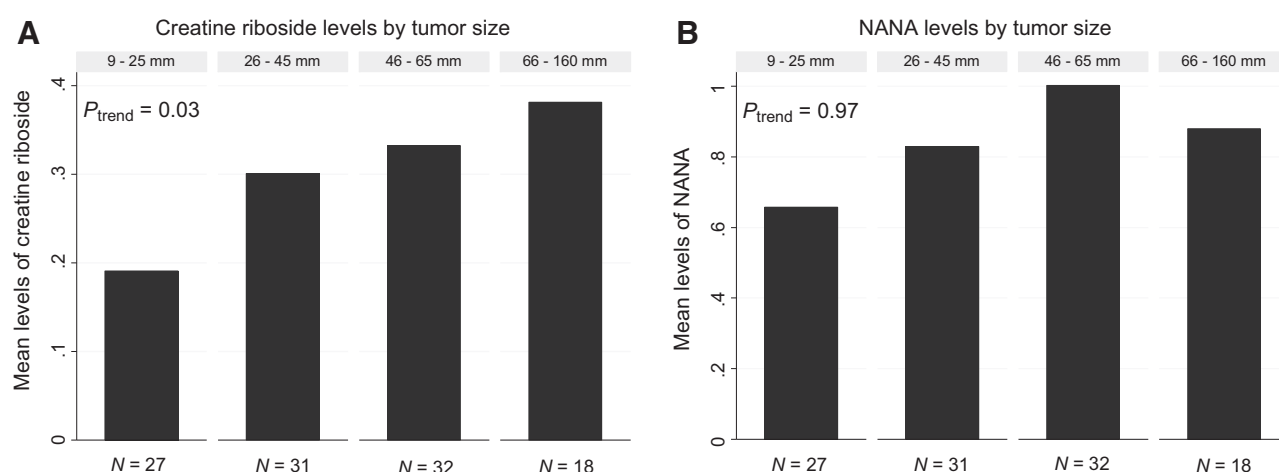 A
Creatine riboside levels by tumor size
9 - 25 mm
26 - 45 mm
46 - 65 mm
66 - 160 mm
P trend = 0.03
Mean levels of creatine riboside
.4
.3
.2
.1
0
N = 27
N = 31
N = 32
N = 18
B
NANA levels by tumor size
9 - 25 mm
26 - 45 mm
46 - 65 mm
66 - 160 mm
P trend = 0.97
Mean levels of NANA
1
.8
.6
.4
.2
0
N = 27
N = 31
N = 32
N = 18